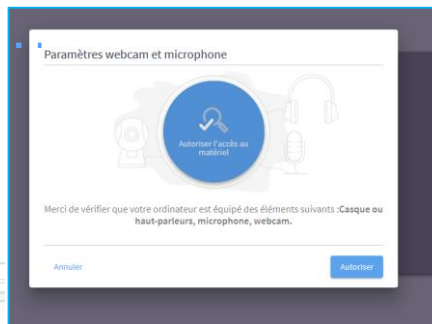 Paramètres webcam et microphone
Autoriser l'accès au
matériel
Merci de vérifier que votre ordinateur est équipé des éléments suivants :Casque ou
haut-parleurs, microphone, webcam.
Annuler
Autoriser